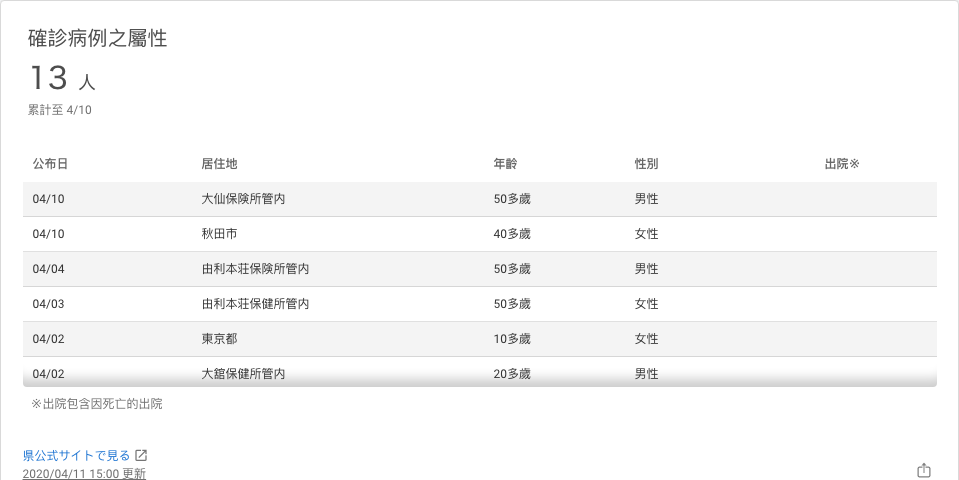 確診病例之屬性
13 人
累計至 4/10
公布日 居住地 年齡 性別 出院※
04/10 大仙保険所管内 50多歲 男性
04/10 秋田市 40多歲 女性
04/04 由利本荘保険所管内 50多歲 男性
04/03 由利本荘保健所管内 50多歲 女性
04/02 東京都 10多歲 女性
04/02 大舘保健所管内 20多歲 男性
※出院包含因死亡的出院
県公式サイトで見る
2020/04/11 15:00 更新